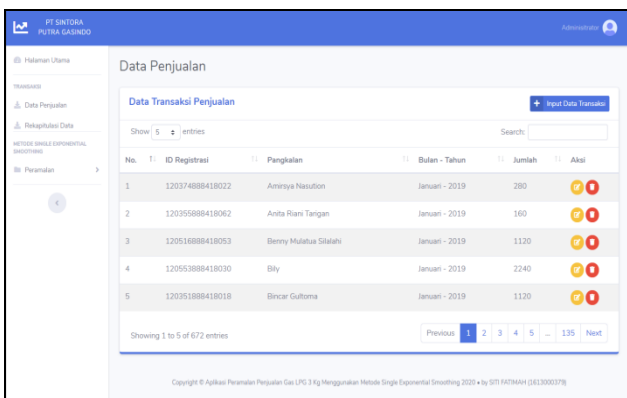 PT SINTORA
PUTRA GASINDO
Administrator
Halaman Utama
TRANSAKSI
Data Penjualan
Rekapitulasi Data
METODE SINGLE EXPONENTIAL
SMOOTHING
Peramalan
Data Penjualan
Data Transaksi Penjualan
Input Data Transaksi
Show 5 entries Search:
No. ID Registrasi Pangkalan Bulan - Tahun Jumlah Aksi
1 120374888418022 Amirsya Nasution Januari - 2019 280
2 120355888418062 Anita Riani Tarigan Januari - 2019 160
3 120516888418053 Benny Mulatua Silalahi Januari - 2019 1120
4 120553888418030 Bily Januari - 2019 2240
5 120351888418018 Bincar Gultoma Januari - 2019 1120
Showing 1 to 5 of 672 entries Previous 1 2 3 4 5 ... 135 Next
Copyright © Aplikasi Peramalan Penjualan Gas LPG 3 Kg Menggunakan Metode Single Exponential Smoothing 2020 • by SITI FATIMAH (1613000379)